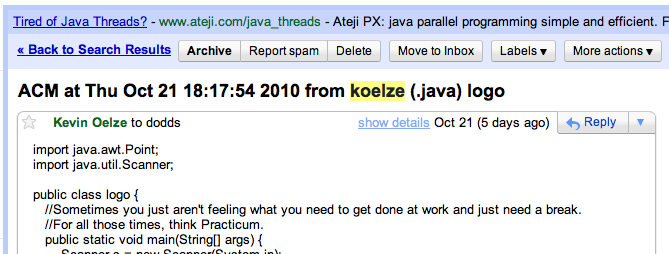 Tired of Java Threads? - www.ateji.com/java_threads - Ateji PX: java parallel programming simple and efficient. F
« Back to Search Results Archive Report spam Delete Move to Inbox Labels ▾ More actions ▾
ACM at Thu Oct 21 18:17:54 2010 from koelze (.java) logo
Kevin Oelze to dodds show details Oct 21 (5 days ago) Reply ▾
import java.awt.Point;
import java.util.Scanner;
public class logo {
//Sometimes you just aren't feeling what you need to get done at work and just need a break.
//For all those times, think Practicum.
public static void main(String[] args) {
Scanner s = new Scanner(System.in);